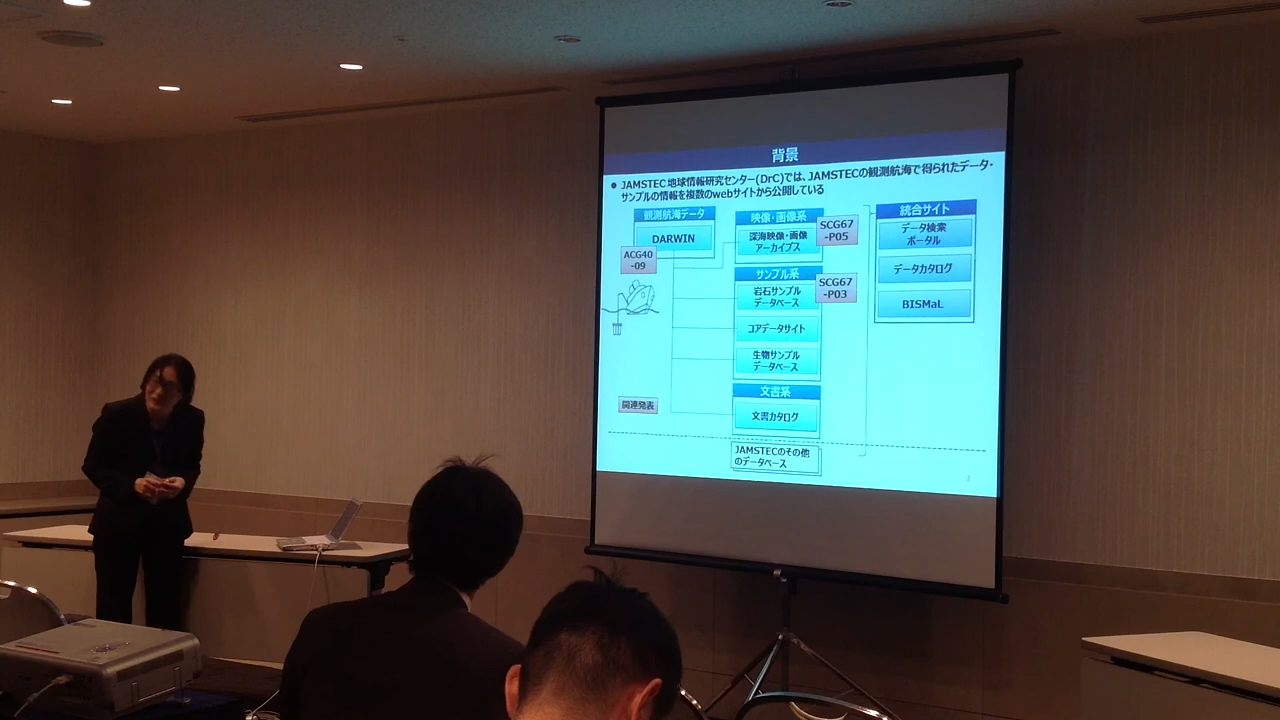 背景
● JAMSTEC 地球情報研究センター(DrC)では、JAMSTECの観測航海で得られたデータ・
サンプルの情報を複数のwebサイトから公開している
観測航海データ
DARWIN
ACG40
-09
映像・画像系
深海映像・画像
アーカイブス
SCG67
-P05
サンプル系
岩石サンプル
データベース
SCG67
-P03
コアデータサイト
生物サンプル
データベース
文書系
文書カタログ
関連発表
JAMSTECのその他
のデータベース
統合サイト
データ検索
ポータル
データカタログ
BISMaL
2